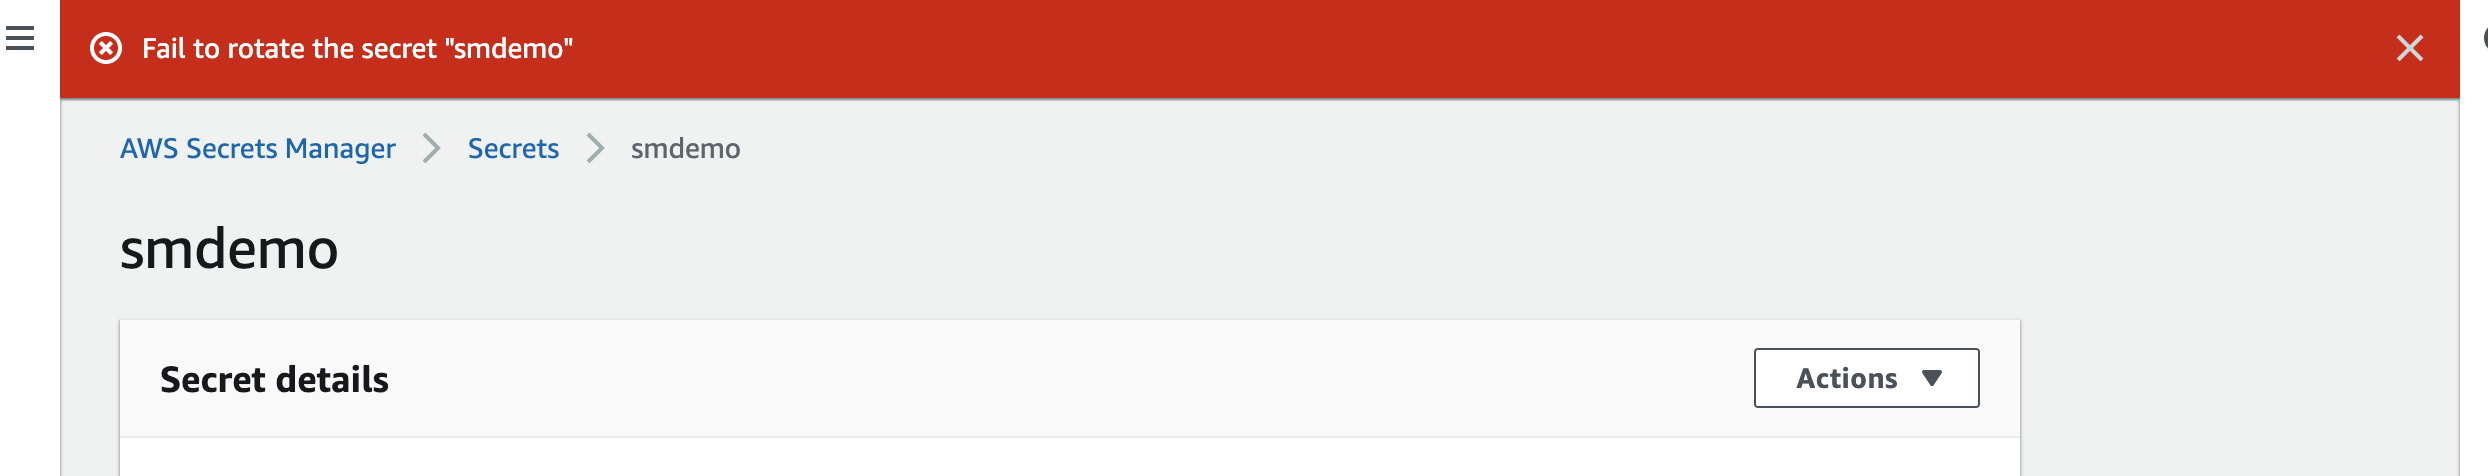 Fail to rotate the secret "smdemo"
AWS Secrets Manager
Secrets
smdemo
smdemo
Secret details
Actions